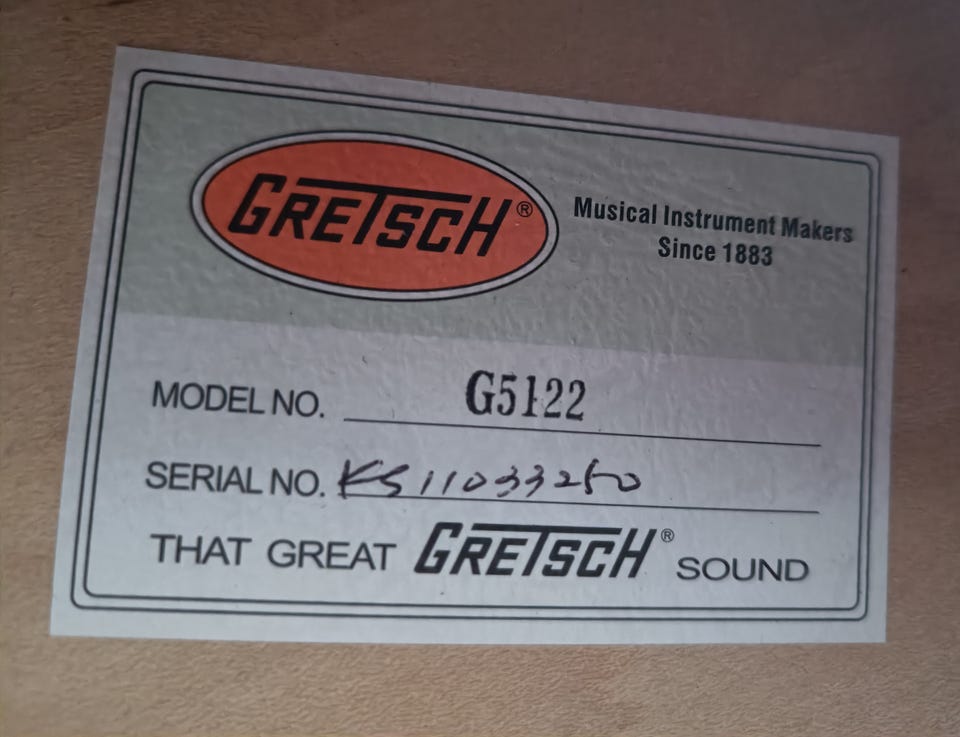 GRETSCH®
Musical Instrument Makers
Since 1883
MODEL NO. G5122
SERIAL NO. KS11033250
THAT GREAT GRETSCH® SOUND